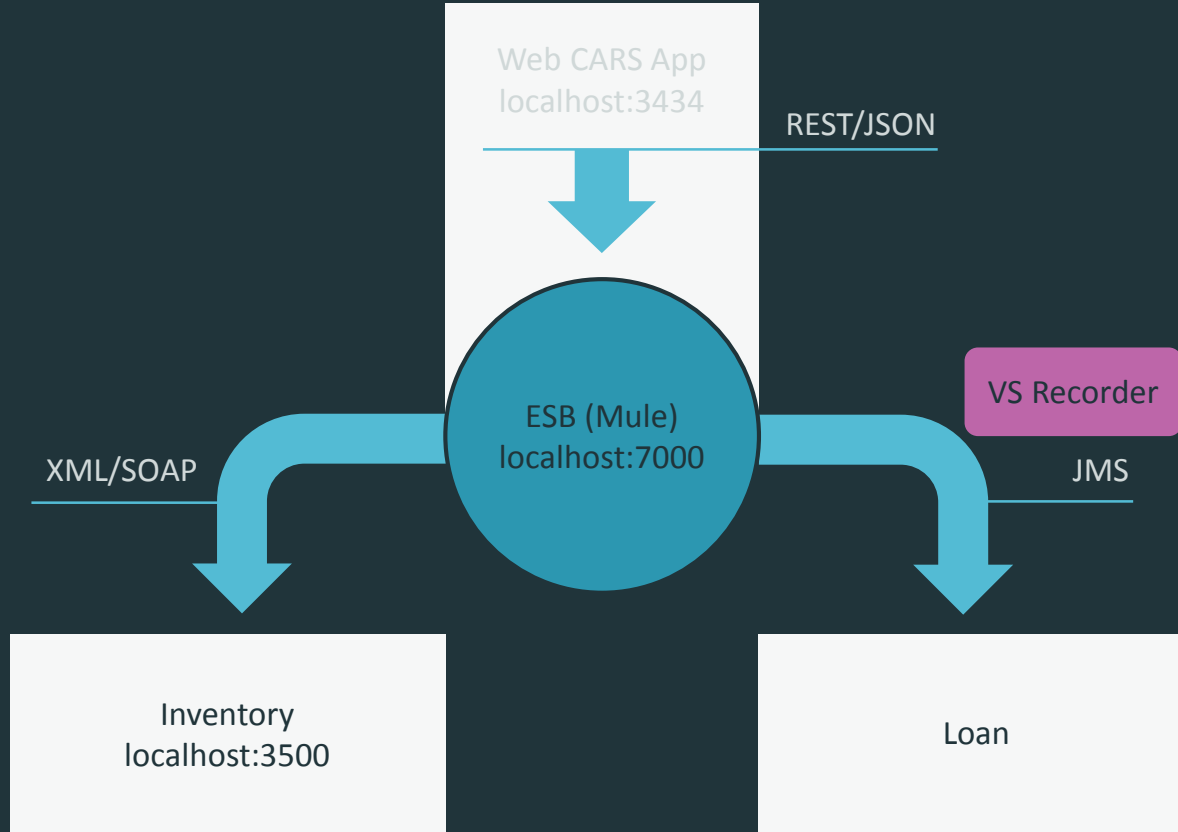 Web CARS App
localhost:3434
REST/JSON
VS Recorder
ESB (Mule)
localhost:7000
XML/SOAP
JMS
Inventory
localhost:3500
Loan